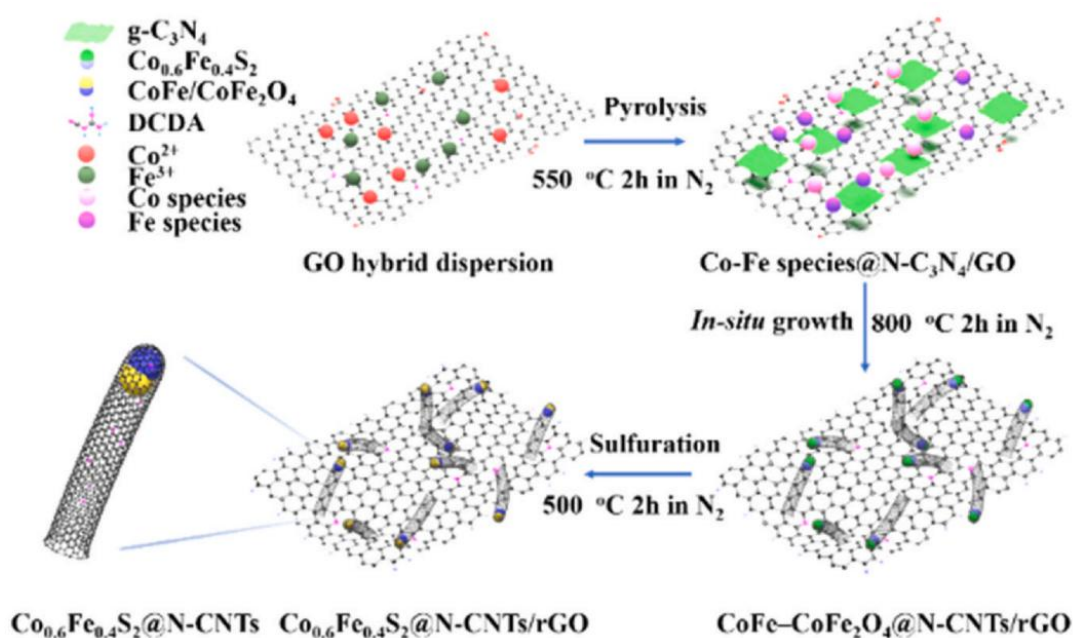 g-C₃N₄
Co₀.₆Fe₀.₄S₂
CoFe/CoFe₂O₄
DCDA
Co²⁺
Fe³⁺
Co species
Fe species
Pyrolysis
550 °C 2h in N₂
GO hybrid dispersion
Co-Fe species@N-C₃N₄/GO
In-situ growth
800 °C 2h in N₂
Sulfuration
500 °C 2h in N₂
Co₀.₆Fe₀.₄S₂@N-CNTs
Co₀.₆Fe₀.₄S₂@N-CNTs/rGO
CoFe–CoFe₂O₄@N-CNTs/rGO